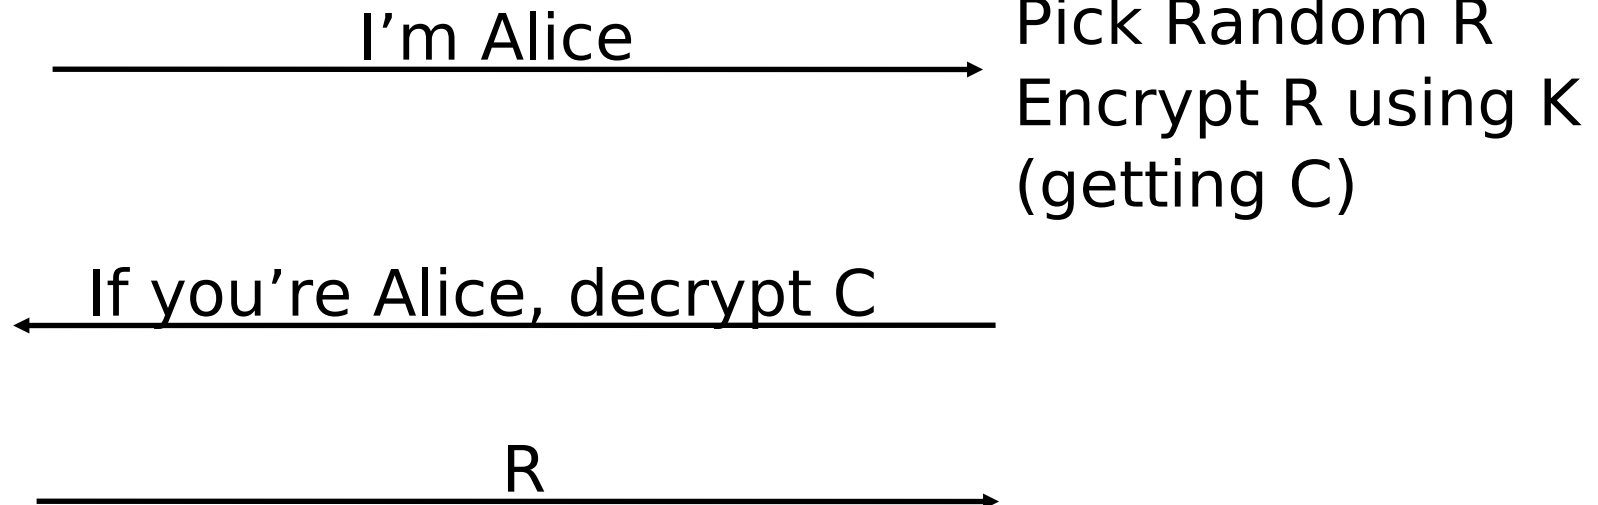 I’m Alice
Pick Random R
Encrypt R using K
(getting C)
If you’re Alice, decrypt C
R